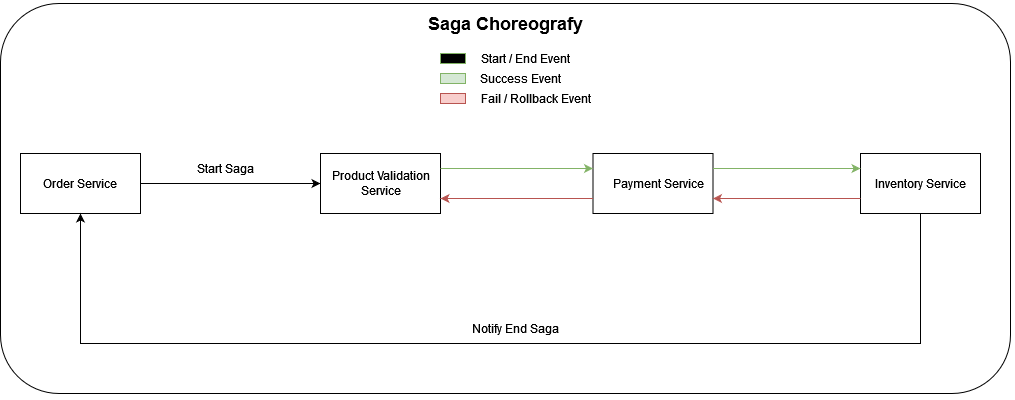 Saga Choreografy
Start / End Event
Success Event
Fail / Rollback Event
Order Service
Start Saga
Product Validation
Service
Payment Service
Inventory Service
Notify End Saga